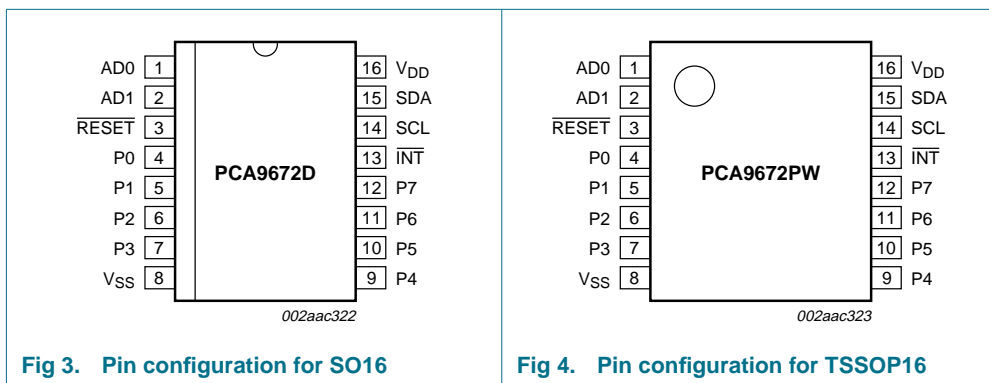 AD0 1 16 VDD
AD1 2 15 SDA
RESET 3 14 SCL
P0 4 13 INT
PCA9672D
P1 5 12 P7
P2 6 11 P6
P3 7 10 P5
VSS 8 9 P4
002aac322
Fig 3. Pin configuration for SO16
AD0 1 16 VDD
AD1 2 15 SDA
RESET 3 14 SCL
P0 4 13 INT
PCA9672PW
P1 5 12 P7
P2 6 11 P6
P3 7 10 P5
VSS 8 9 P4
002aac323
Fig 4. Pin configuration for TSSOP16